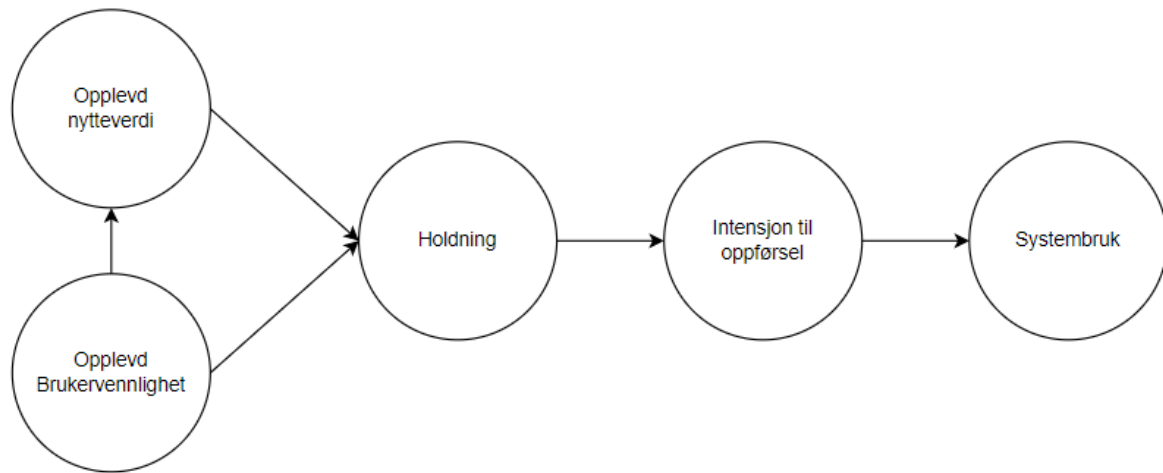 Opplevd
nytteverdi
Opplevd
Brukervennlighet
Holdning
Intensjon til
oppførsel
Systembruk